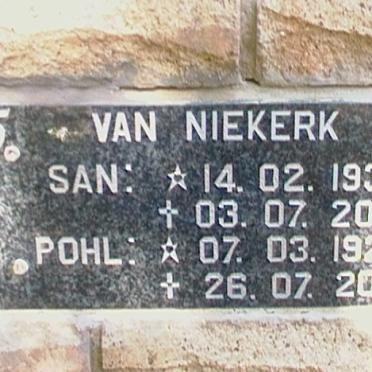 VAN NIEKERK
SAN: ☆ 14. 02. 193
✝ 03. 07. 20
POHL: ☆ 07. 03. 192
✝ 26. 07. 20